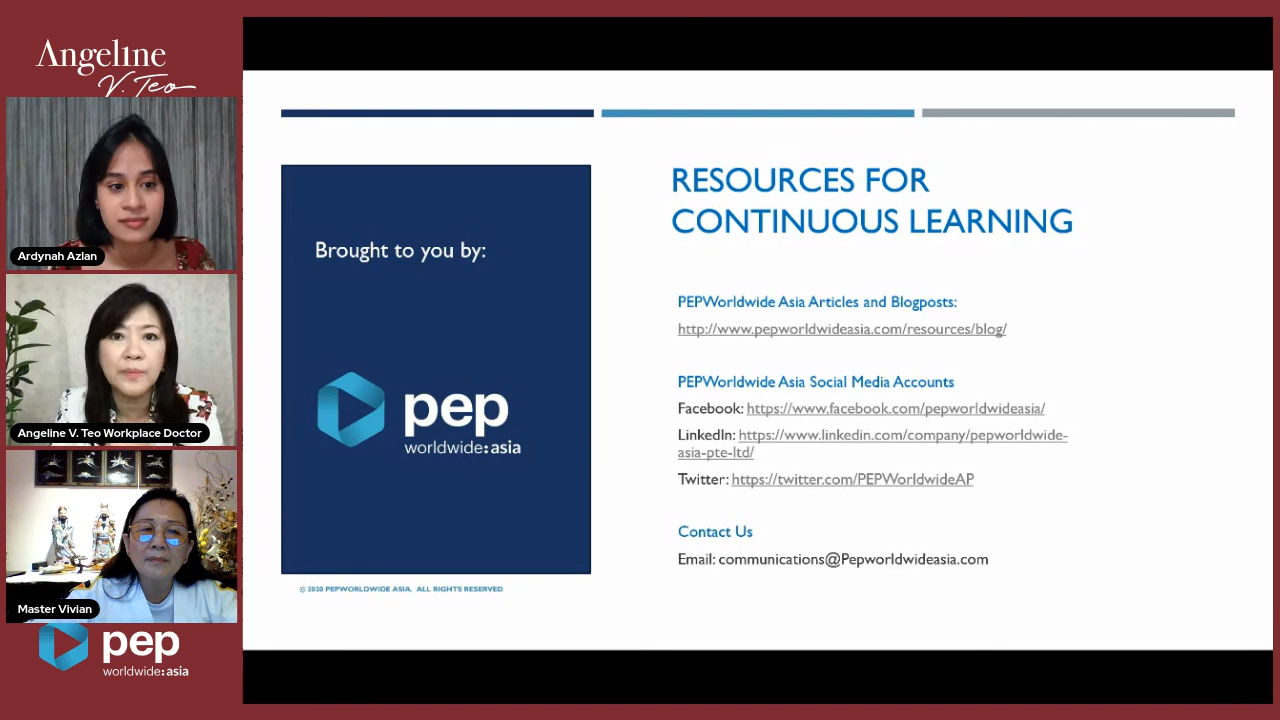 Angeline
V. Teo
Ardynah Azlan
Angeline V. Teo Workplace Doctor
Master Vivian
pep
worldwide:asia
Brought to you by:
pep
worldwide:asia
© 2020 PEPWORLDWIDE ASIA. ALL RIGHTS RESERVED
RESOURCES FOR
CONTINUOUS LEARNING
PEPWorldwide Asia Articles and Blogposts:
http://www.pepworldwideasia.com/resources/blog/
PEPWorldwide Asia Social Media Accounts
Facebook: https://www.facebook.com/pepworldwideasia/
LinkedIn: https://www.linkedin.com/company/pepworldwide-
asia-pte-ltd/
Twitter: https://twitter.com/PEPWorldwideAP
Contact Us
Email: communications@Pepworldwideasia.com